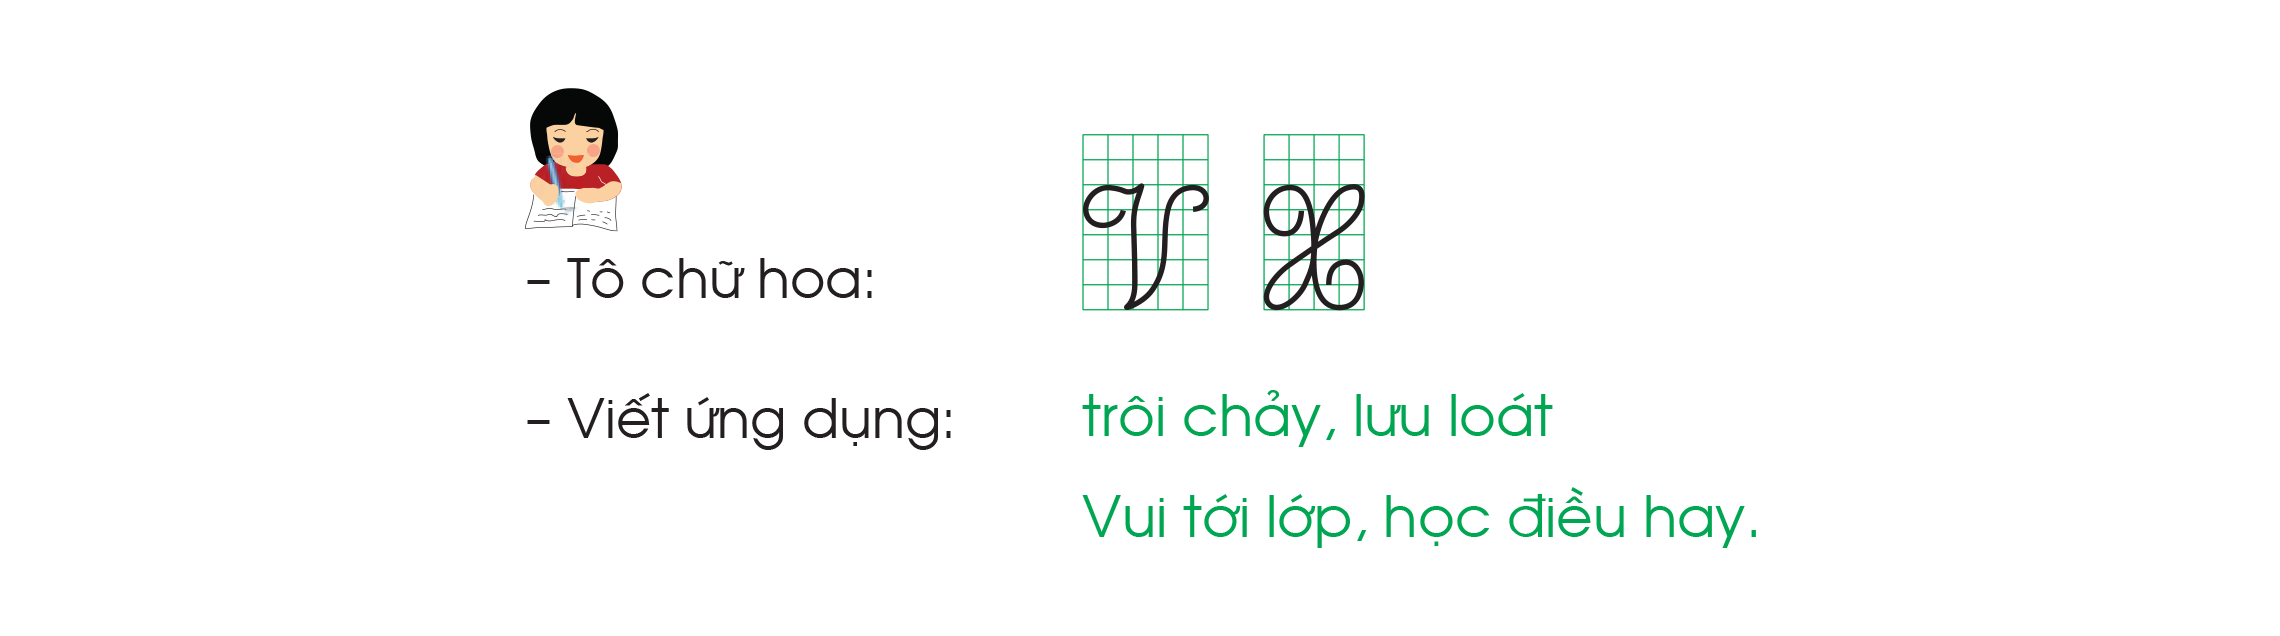 – Tô chữ hoa: V X
– Viết ứng dụng: trôi chảy, lưu loát
Vui tới lớp, học điều hay.